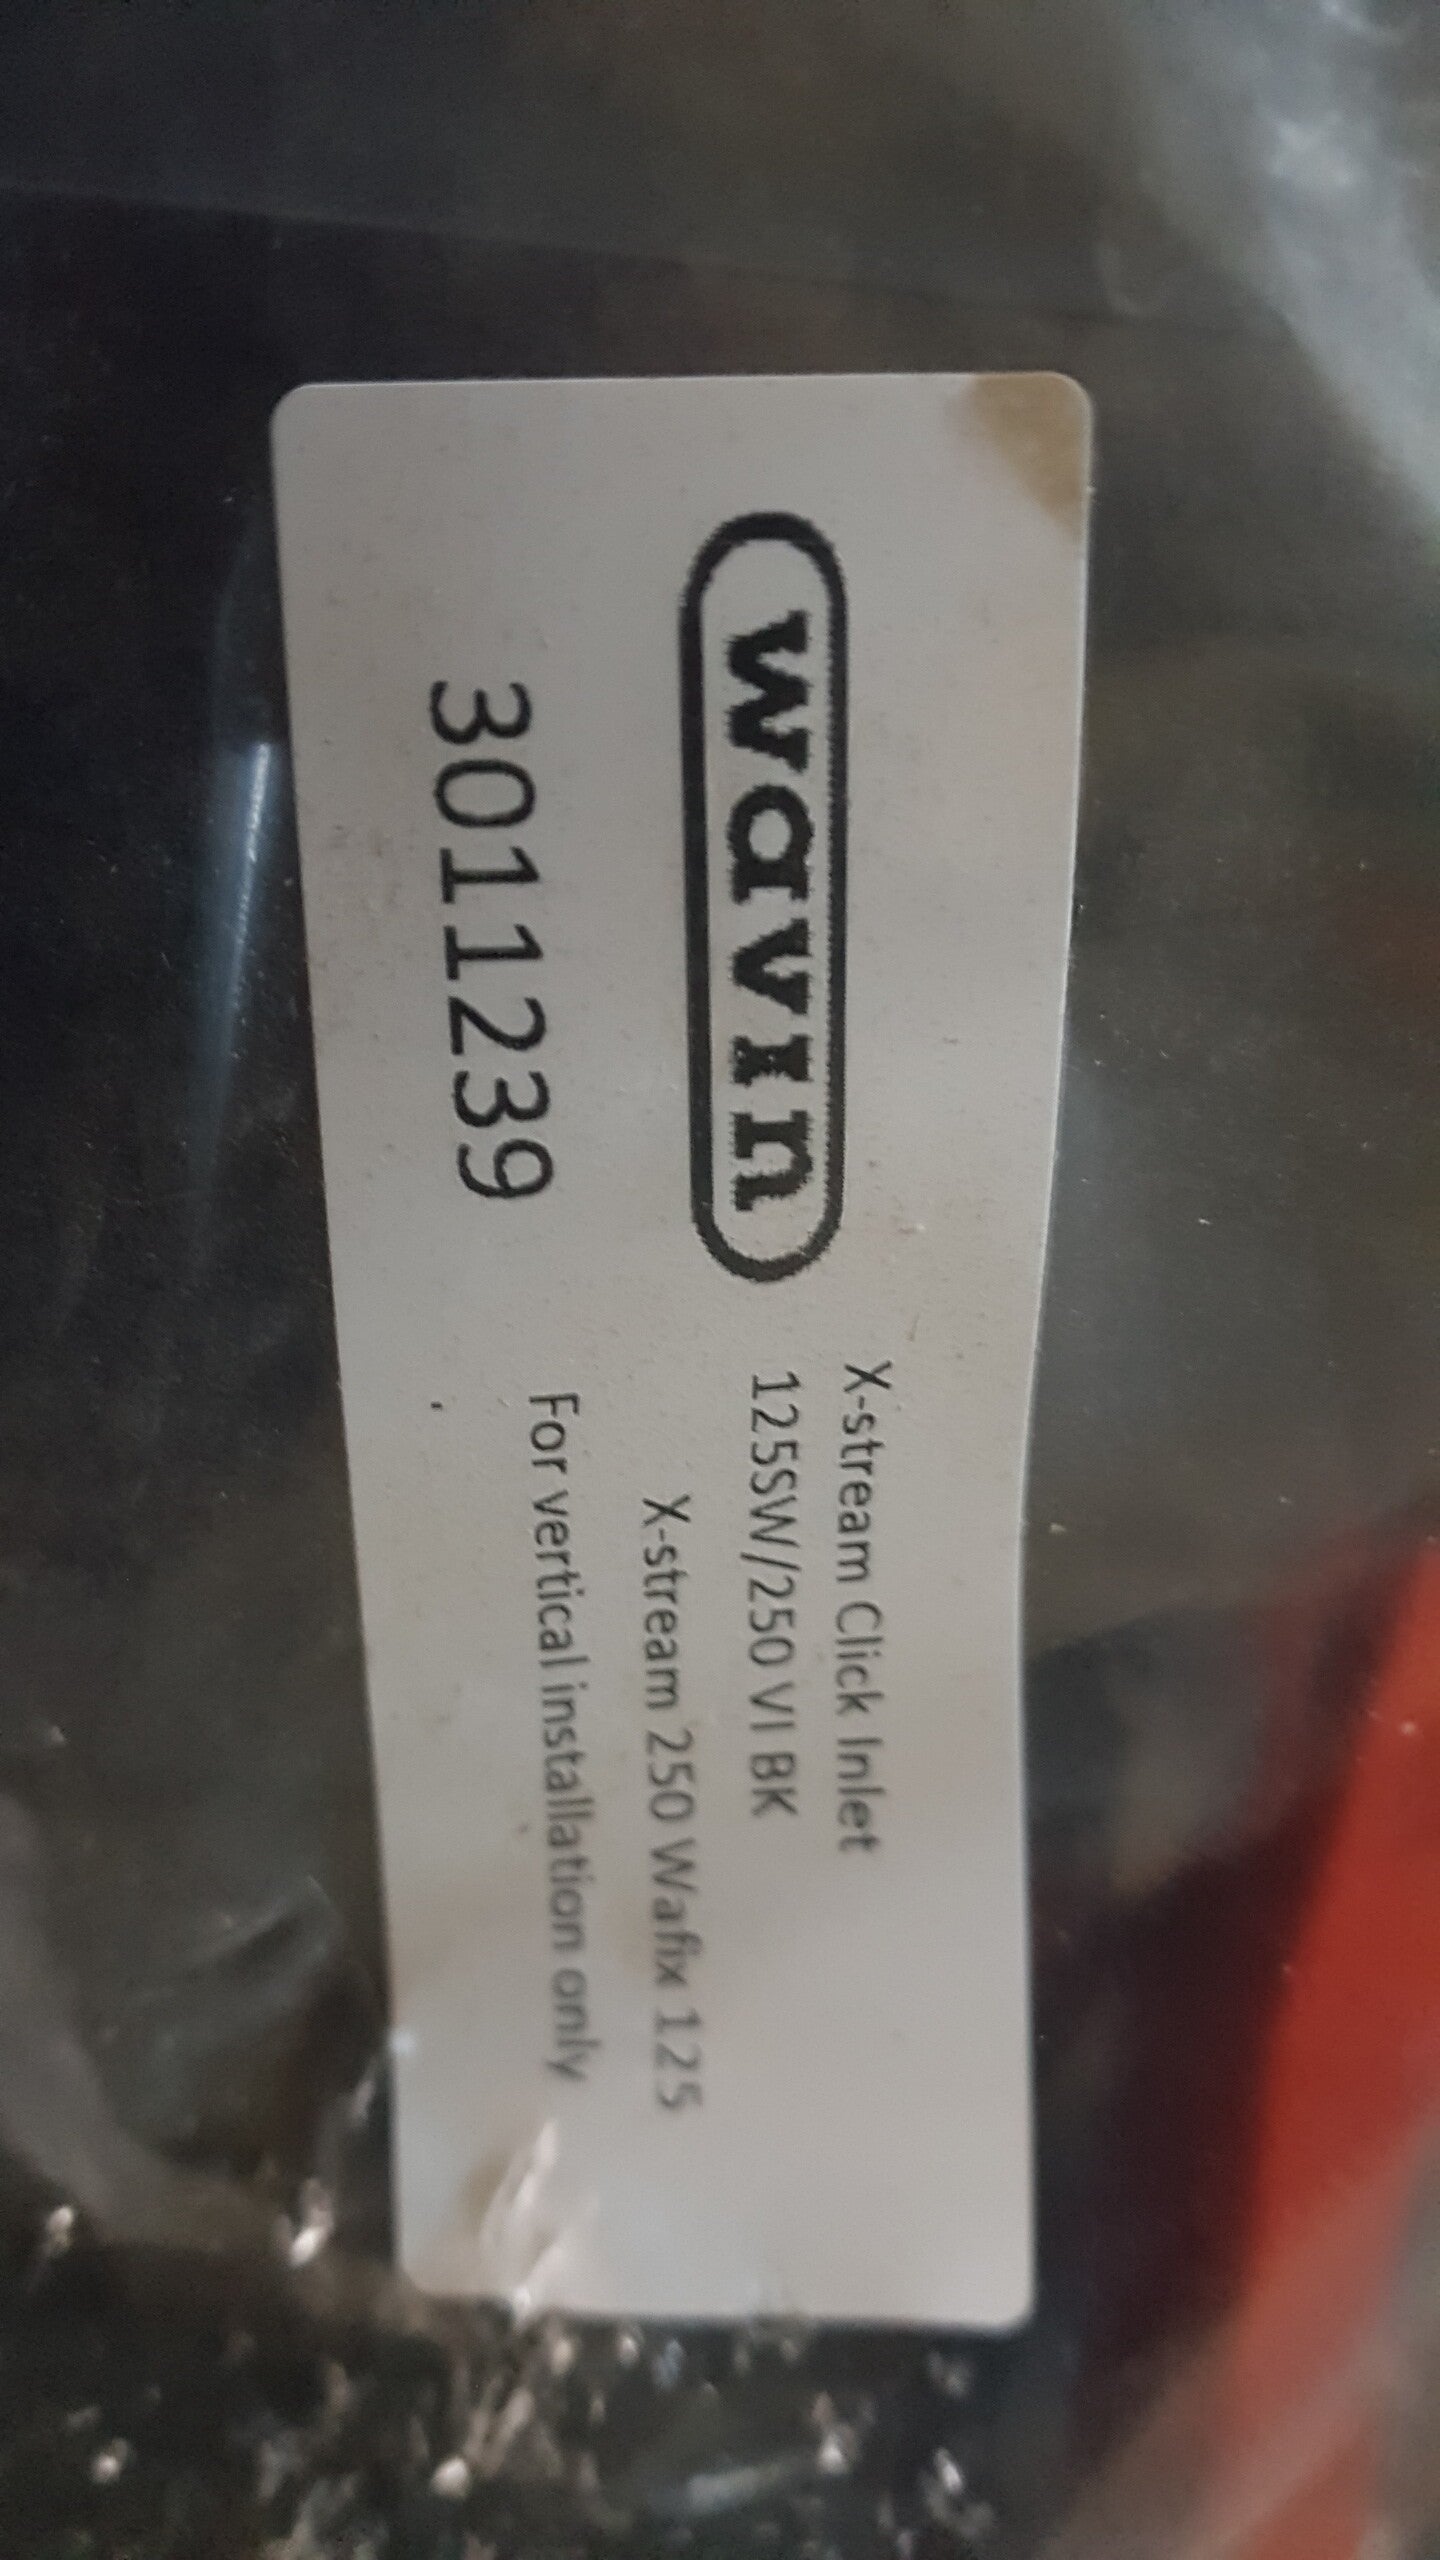 wavin
3011239
X-stream Click Inlet
125SW/250 VI BK
X-stream 250 Wafix 125
For vertical installation only